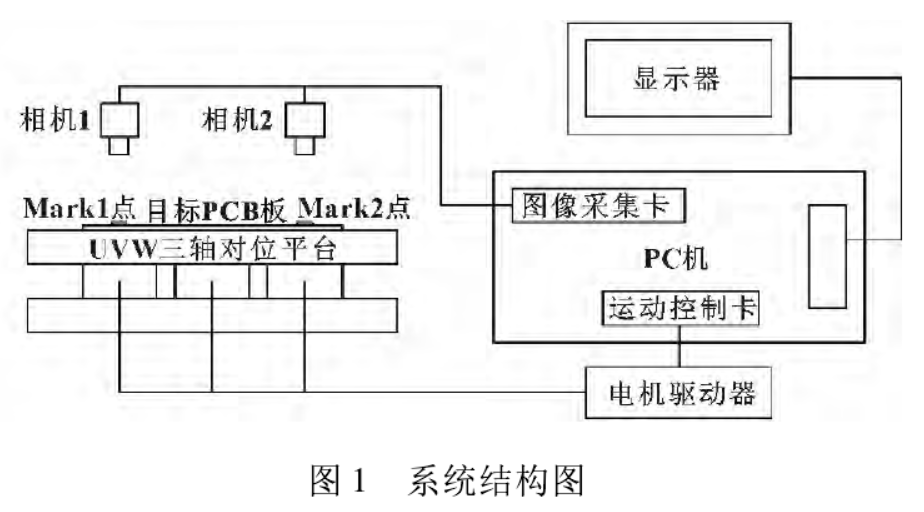 显示器
相机1
相机2
Mark1点 目标PCB板 Mark2点
图像采集卡
UVW三轴对位平台
PC机
运动控制卡
电机驱动器
图 1 系统结构图